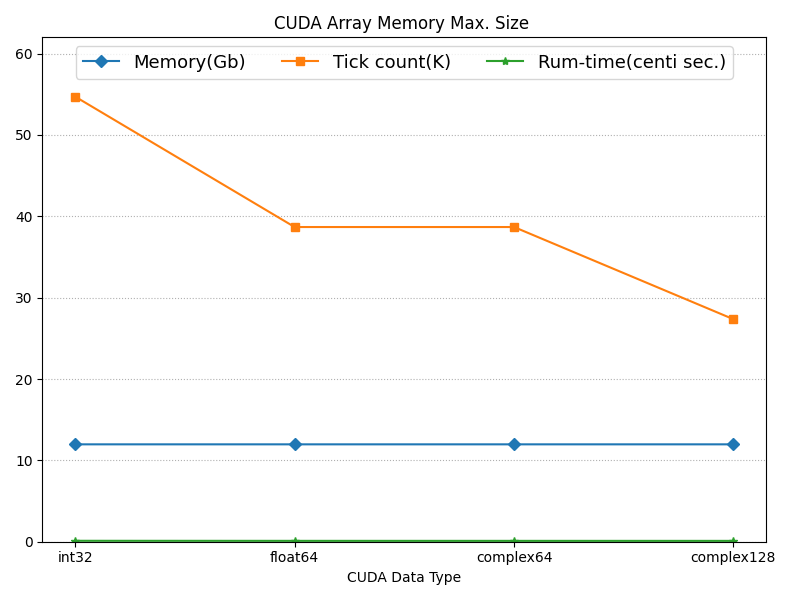 CUDA Array Memory Max. Size
Memory(Gb) Tick count(K) Rum-time(centi sec.)
60
50
40
30
20
10
0
int32 float64 complex64 complex128
CUDA Data Type